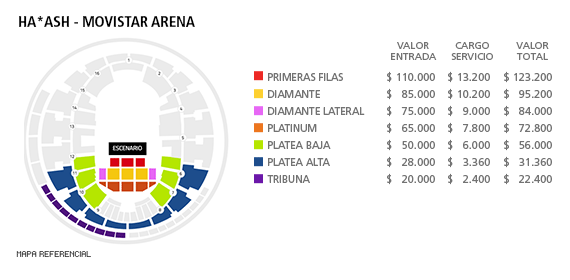 HA*ASH - MOVISTAR ARENA
VALOR ENTRADA CARGO SERVICIO VALOR TOTAL
PRIMERAS FILAS $ 110.000 $ 13.200 $ 123.200
DIAMANTE $ 85.000 $ 10.200 $ 95.200
DIAMANTE LATERAL $ 75.000 $ 9.000 $ 84.000
PLATINUM $ 65.000 $ 7.800 $ 72.800
PLATEA BAJA $ 50.000 $ 6.000 $ 56.000
PLATEA ALTA $ 28.000 $ 3.360 $ 31.360
TRIBUNA $ 20.000 $ 2.400 $ 22.400
ESCENARIO
MAPA REFERENCIAL